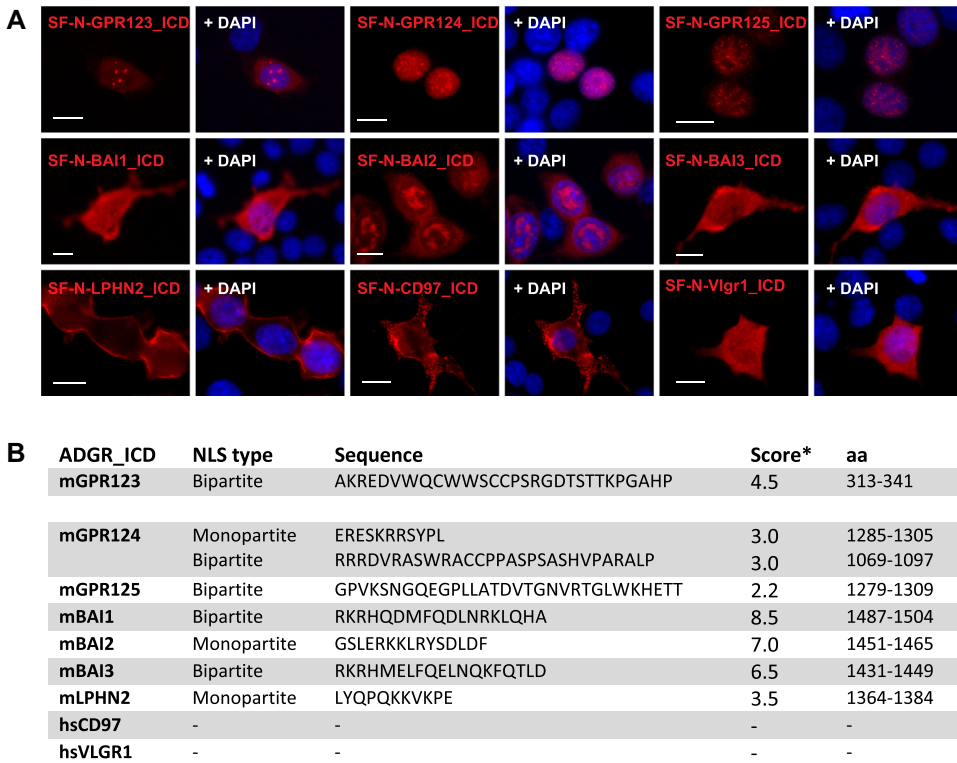 A
SF-N-GPR123_ICD + DAPI SF-N-GPR124_ICD + DAPI SF-N-GPR125_ICD + DAPI
SF-N-BAI1_ICD + DAPI SF-N-BAI2_ICD + DAPI SF-N-BAI3_ICD + DAPI
SF-N-LPHN2_ICD + DAPI SF-N-CD97_ICD + DAPI SF-N-Vlgr1_ICD + DAPI
B
ADGR_ICD NLS type Sequence Score* aa
mGPR123 Bipartite AKREDVWQCWWSCCPSRGDTSTTKPGAHP 4.5 313-341
mGPR124 Monopartite ERESKRRSYPL 3.0 1285-1305
Bipartite RRRDVRASWRACCPPASPSASHVPARALP 3.0 1069-1097
mGPR125 Bipartite GPVKSNGQEGPLLATDVTGNVRTGLWKHETT 2.2 1279-1309
mBAI1 Bipartite RKRHQDMFQDLNRKLQHA 8.5 1487-1504
mBAI2 Monopartite GSLERKKLRYSDLDF 7.0 1451-1465
mBAI3 Bipartite RKRHMELFQELNQKFQTLD 6.5 1431-1449
mLPHN2 Monopartite LYQPQKKVKPE 3.5 1364-1384
hsCD97 - - - -
hsVLGR1 - - - -